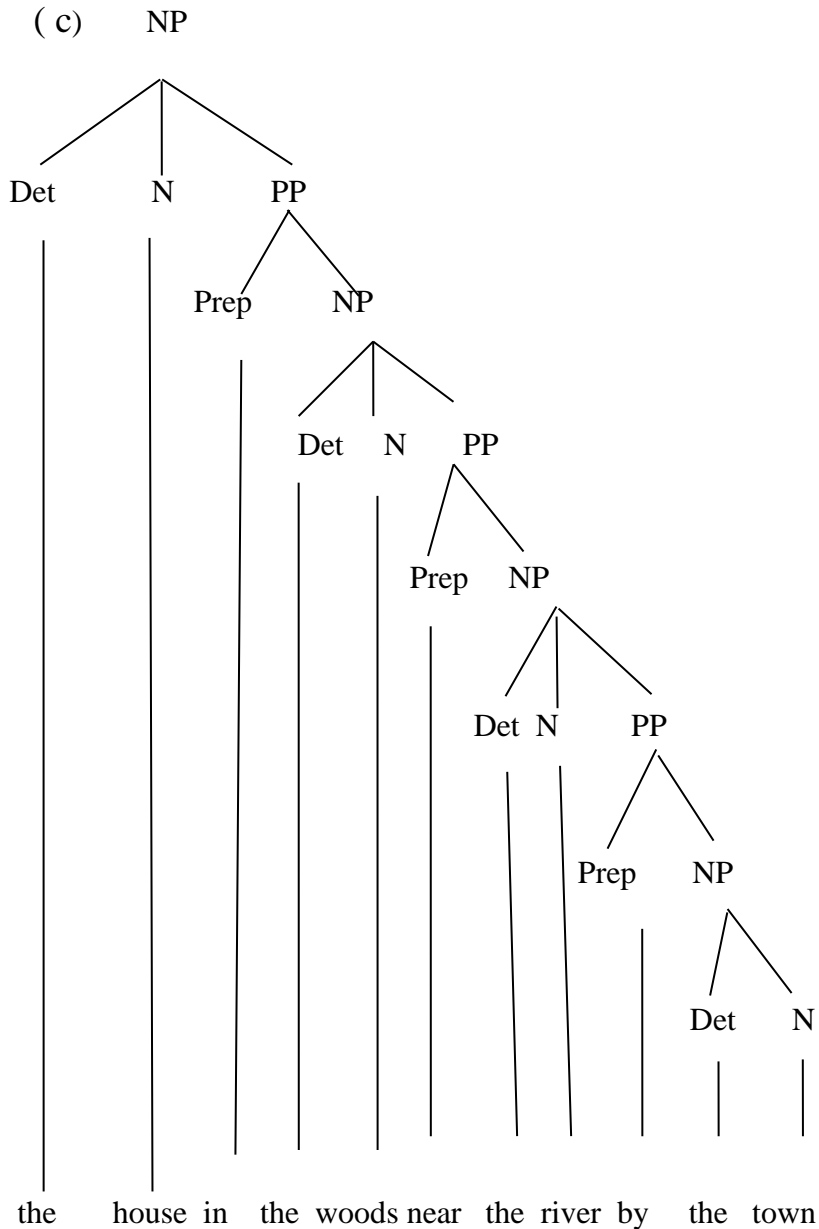 ( c) NP
Det N PP
Prep NP
Det N PP
Prep NP
Det N PP
Prep NP
Det N
the house in the woods near the river by the town